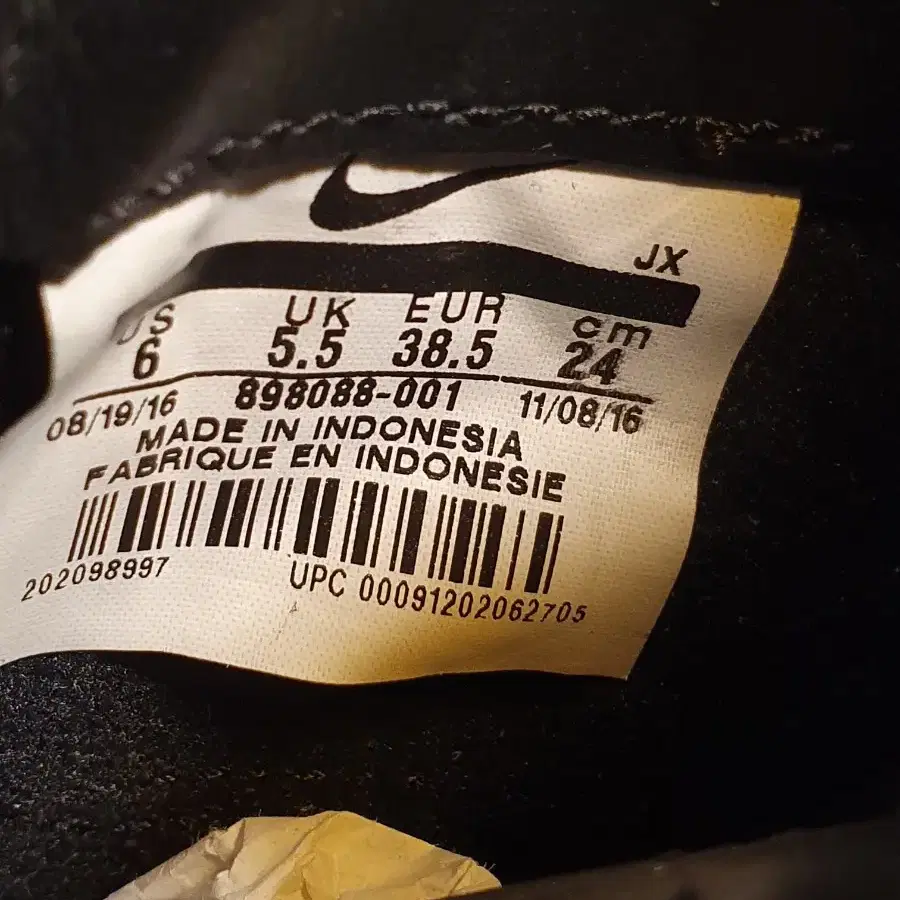 JX
US UK EUR cm
6 5.5 38.5 24
08/19/16 898088-001 11/08/16
MADE IN INDONESIA
FABRIQUE EN INDONESIE
202098997 UPC 00091202062705